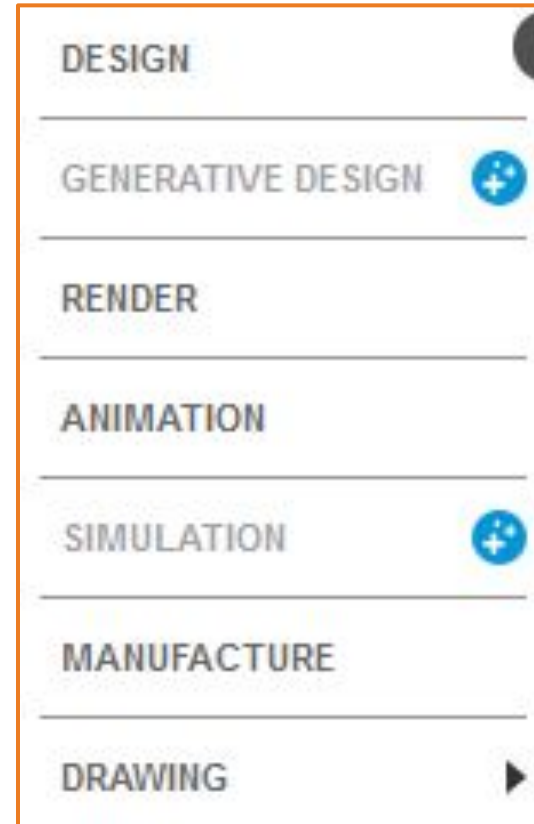 DESIGN
GENERATIVE DESIGN
RENDER
ANIMATION
SIMULATION
MANUFACTURE
DRAWING